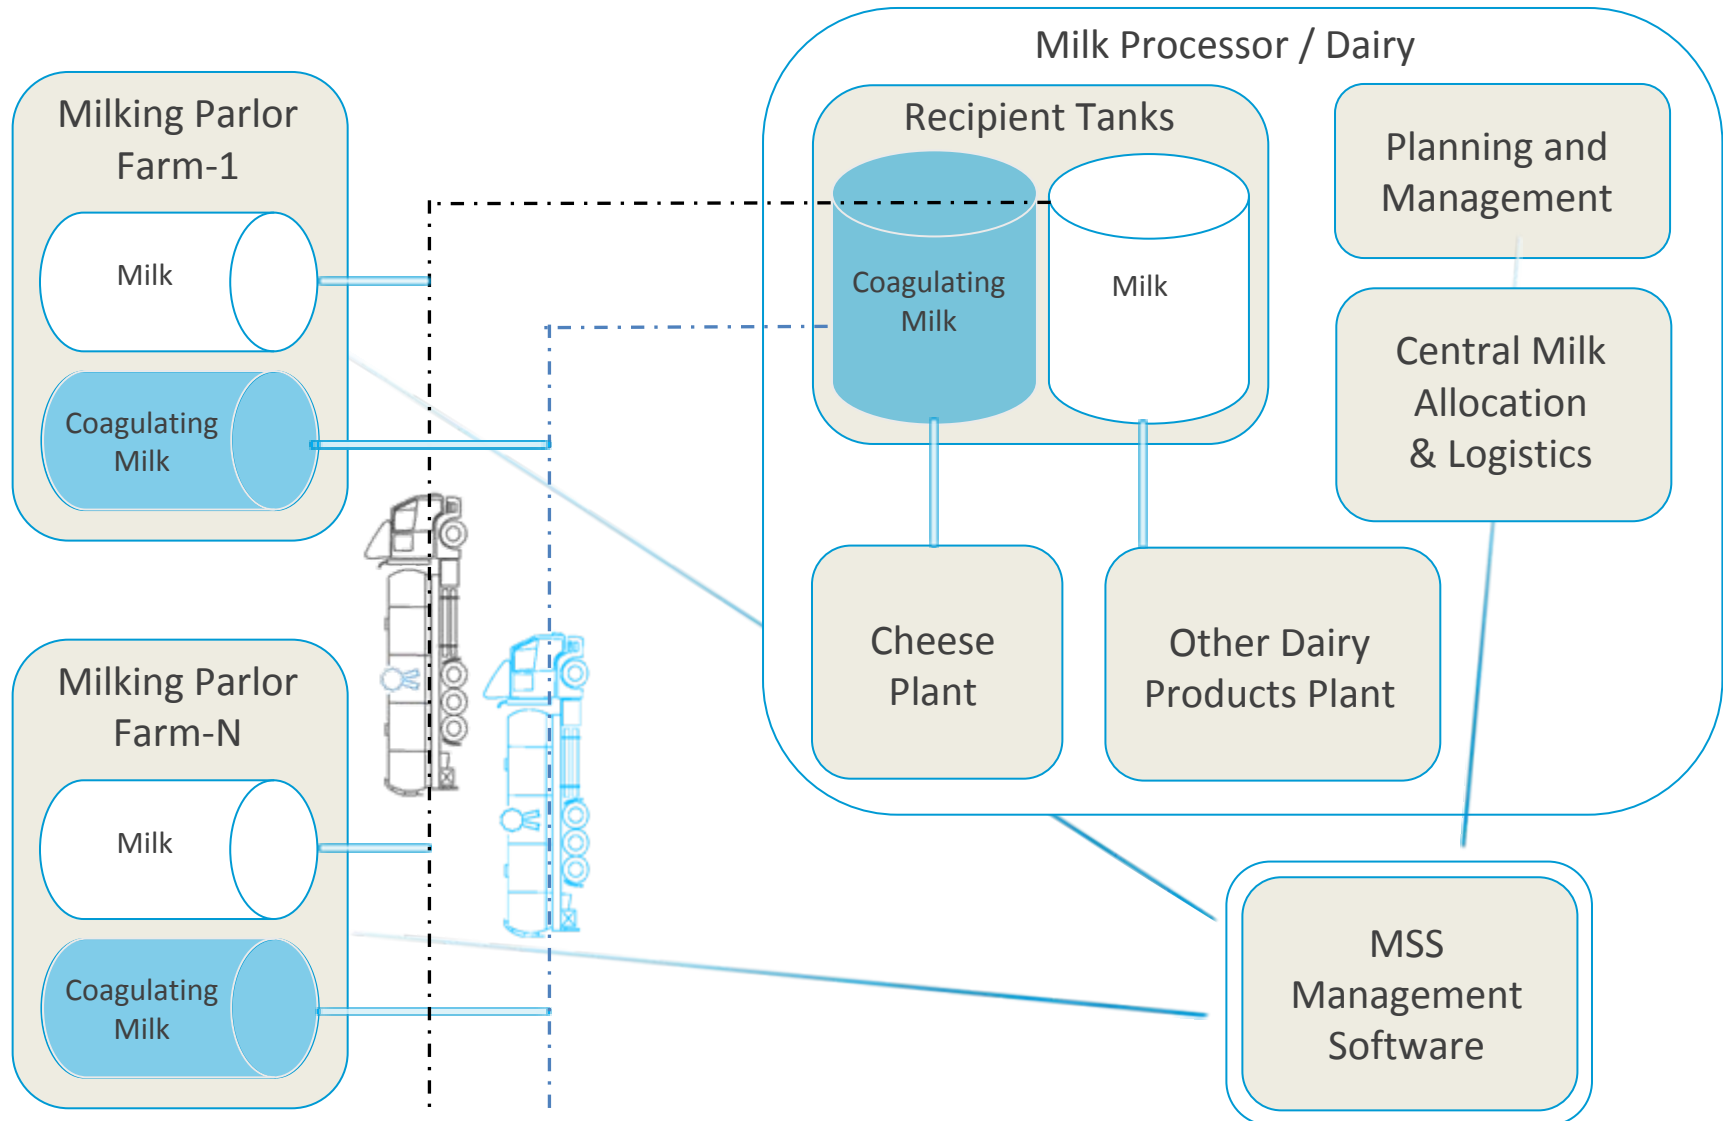 Milk Processor / Dairy
Milking Parlor
Farm-1
Milk
Coagulating
Milk
Milking Parlor
Farm-N
Milk
Coagulating
Milk
Recipient Tanks
Coagulating
Milk
Milk
Cheese
Plant
Other Dairy
Products Plant
Planning and
Management
Central Milk
Allocation
& Logistics
MSS
Management
Software